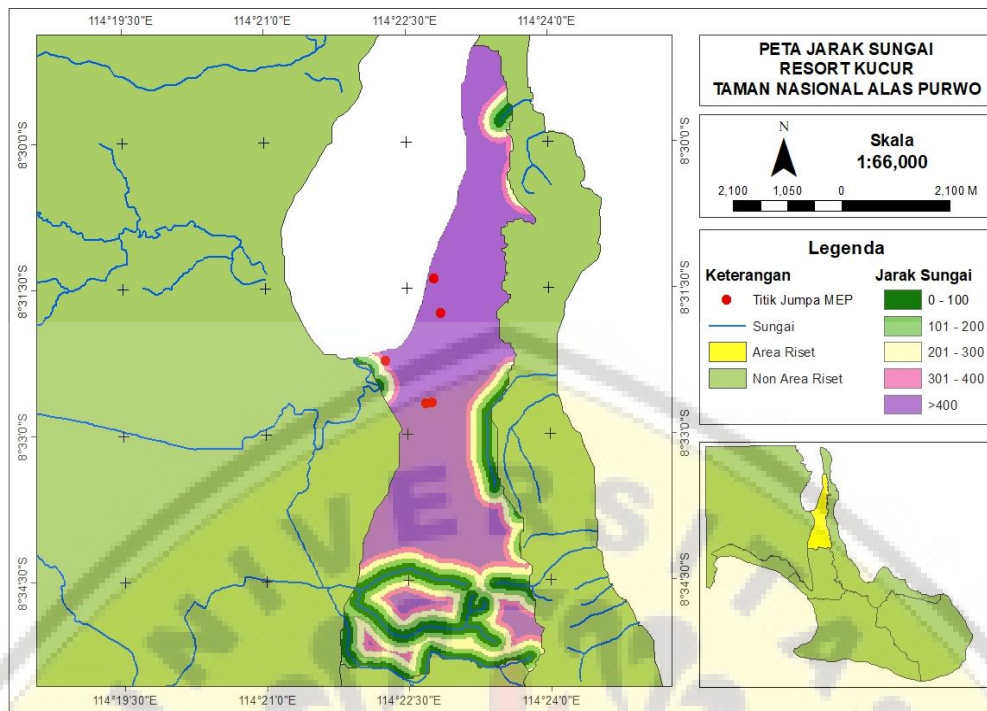 114°19'30"E 114°21'0"E 114°22'30"E 114°24'0"E
8°30'0"S 8°30'0"S
8°31'30"S 8°31'30"S
8°33'0"S 8°33'0"S
8°34'30"S 8°34'30"S
114°19'30"E 114°21'0"E 114°22'30"E 114°24'0"E
PETA JARAK SUNGAI
RESORT KUCUR
TAMAN NASIONAL ALAS PURWO
N
Skala
1:66,000
2,100 1,050 0 2,100 M
Legenda
Keterangan
Titik Jumpa MEP
Sungai
Area Riset
Non Area Riset
Jarak Sungai
0 - 100
101 - 200
201 - 300
301 - 400
>400